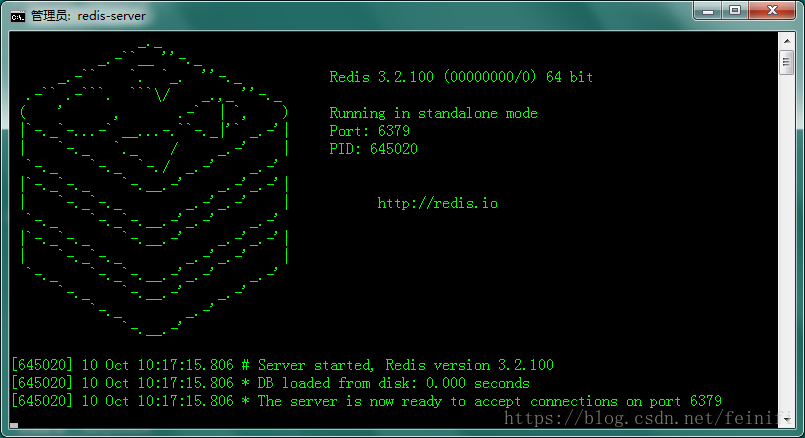 管理员: redis-server
Redis 3.2.100 (00000000/0) 64 bit
Running in standalone mode
Port: 6379
PID: 645020
http://redis.io
[645020] 10 Oct 10:17:15.806 # Server started, Redis version 3.2.100
[645020] 10 Oct 10:17:15.806 * DB loaded from disk: 0.000 seconds
[645020] 10 Oct 10:17:15.806 * The server is now ready to accept connections on port 6379
https://blog.csdn.net/feinifi